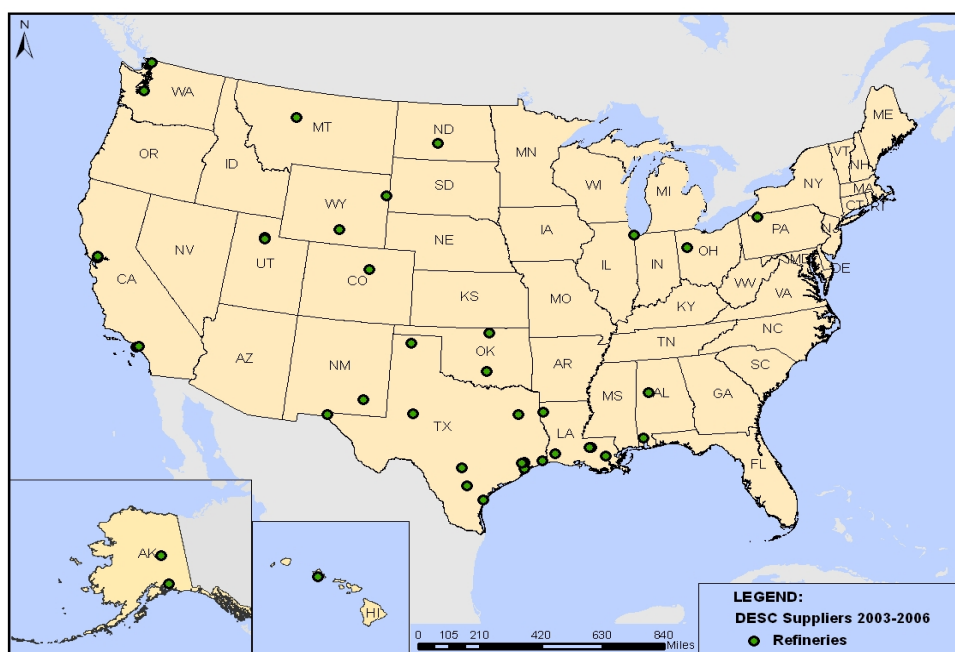 N
WA
MT
ND
MN
ME
OR
ID
SD
WI
MI
VT
NH
NY
MA
CT RI
WY
NE
IA
PA
NJ
NV
UT
CO
IL
IN
OH
MD
DE
CA
KS
MO
WV
VA
KY
NC
TN
AZ
NM
OK
AR
SC
MS
AL
GA
TX
LA
FL
AK
HI
LEGEND:
DESC Suppliers 2003-2006
Refineries
0 105 210 420 630 840
Miles